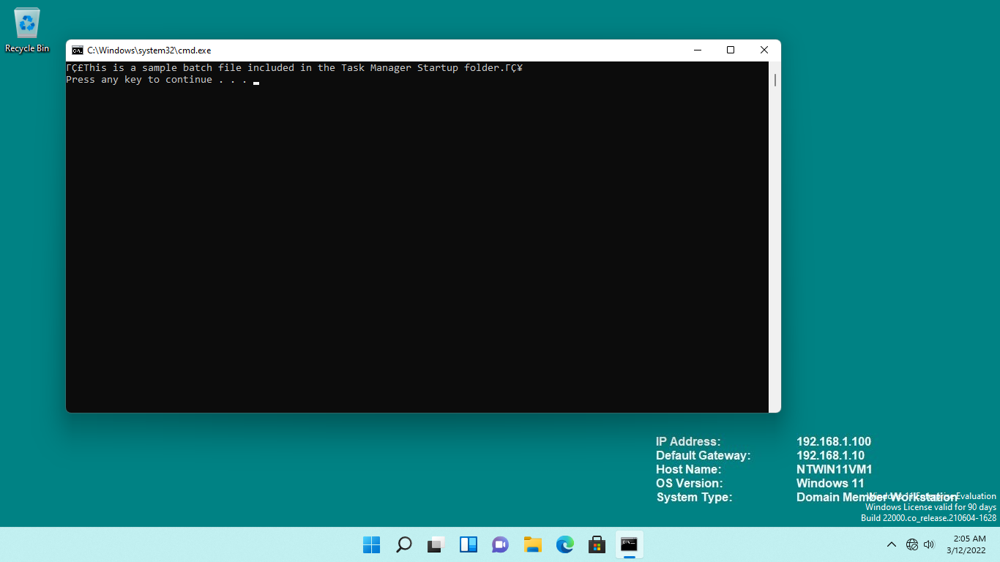 Recycle Bin
C:\Windows\system32\cmd.exe
ΓÇ£This is a sample batch file included in the Task Manager Startup folder.ΓÇ¥
Press any key to continue . . .
IP Address: 192.168.1.100
Default Gateway: 192.168.1.10
Host Name: NTWIN11VM1
OS Version: Windows 11
System Type: Domain Member Workstation
Windows 11 Enterprise Evaluation
Windows License valid for 90 days
Build 22000.co_release.210604-1628
2:05 AM
3/12/2022